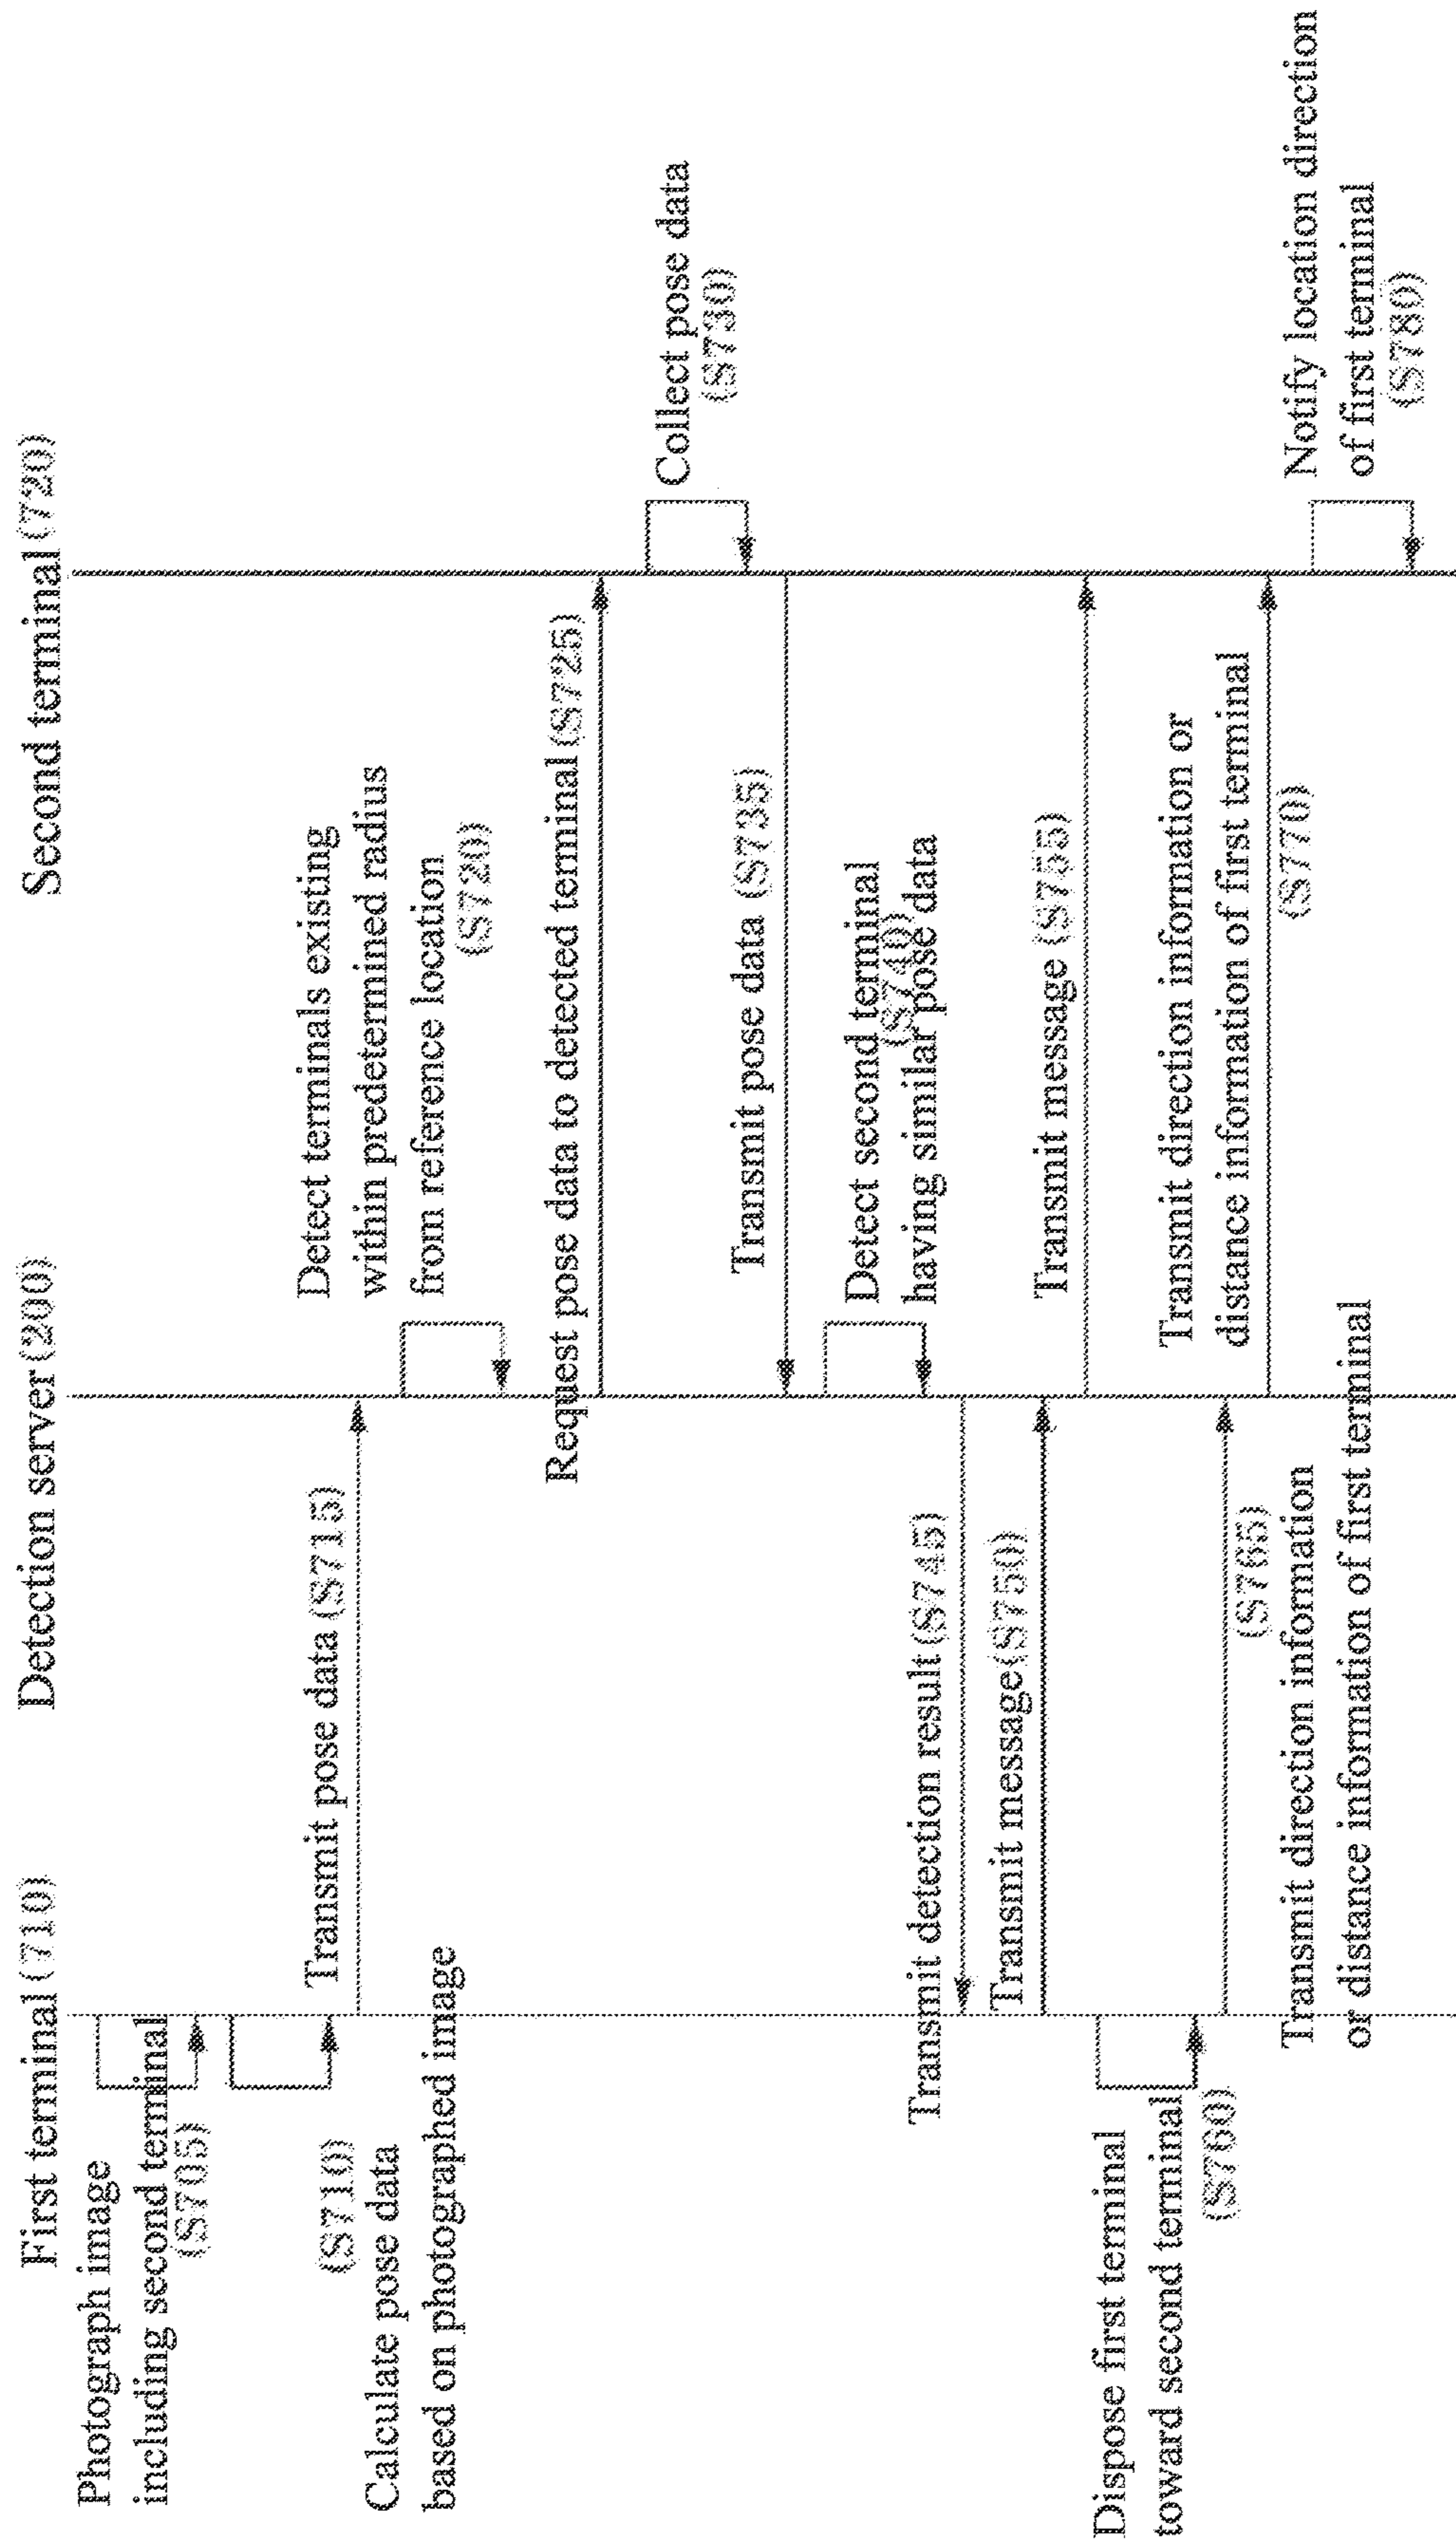 First terminal (710)
Detection server (200)
Second terminal (720)
Photograph image
including second terminal
(S705)
(S710)
Calculate pose data
based on photographed image
Transmit pose data (S715)
Detect terminals existing
within predetermined radius
from reference location
(S720)
Request pose data to detected terminal (S725)
Collect pose data
(S730)
Transmit pose data (S735)
Detect second terminal
(S740)
having similar pose data
Transmit detection result (S745)
Transmit message (S750)
Transmit message (S755)
Dispose first terminal
toward second terminal
(S760)
(S765)
Transmit direction information
or distance information of first terminal
Transmit direction information or
distance information of first terminal
(S770)
Notify location direction
of first terminal
(S780)